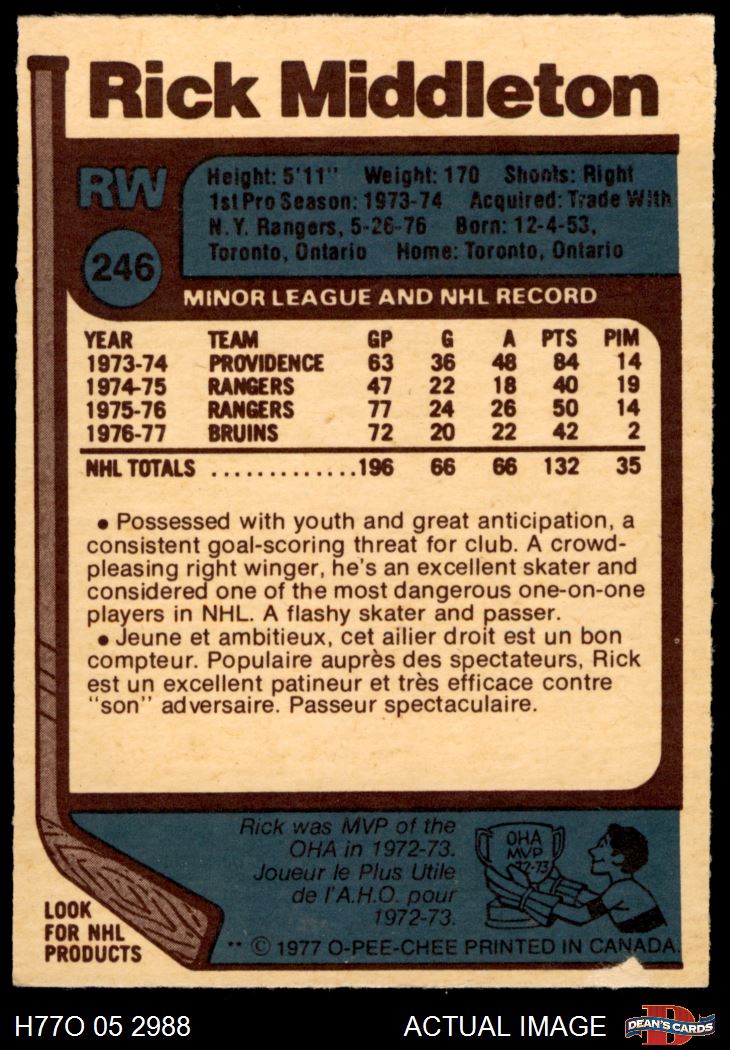 Rick Middleton
RW
Height: 5'11" Weight: 170 Shoots: Right
1st Pro Season: 1973-74 Acquired: Trade With
N.Y. Rangers, 5-26-76 Born: 12-4-53,
Toronto, Ontario Home: Toronto, Ontario
246
MINOR LEAGUE AND NHL RECORD
YEAR TEAM GP G A PTS PIM
1973-74 PROVIDENCE 63 36 48 84 14
1974-75 RANGERS 47 22 18 40 19
1975-76 RANGERS 77 24 26 50 14
1976-77 BRUINS 72 20 22 42 2
NHL TOTALS .............196 66 66 132 35
• Possessed with youth and great anticipation, a
consistent goal-scoring threat for club. A crowd-
pleasing right winger, he's an excellent skater and
considered one of the most dangerous one-on-one
players in NHL. A flashy skater and passer.
• Jeune et ambitieux, cet ailier droit est un bon
compteur. Populaire auprès des spectateurs, Rick
est un excellent patineur et très efficace contre
"son" adversaire. Passeur spectaculaire.
Rick was MVP of the
OHA in 1972-73.
Joueur le Plus Utile
de l'A.H.O. pour
1972-73.
OHA
MVP
72-73
LOOK
FOR NHL
PRODUCTS
** © 1977 O-PEE-CHEE PRINTED IN CANADA.
H77O 05 2988 ACTUAL IMAGE
D
DEAN'S CARDS